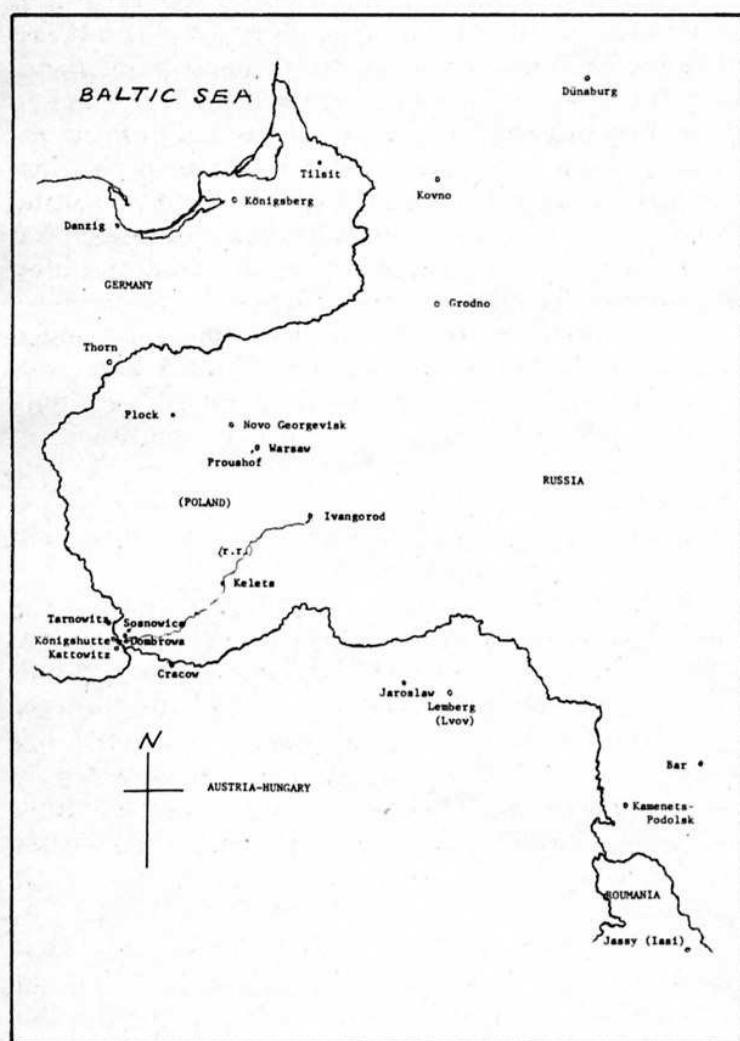 BALTIC SEA
Dünaburg
Tilsit
Kovno
Königsberg
Danzig
GERMANY
Grodno
Thorn
Plock
Novo Georgevisk
Warsaw
Proushof
RUSSIA
(POLAND)
Ivangorod
(r.r.)
Kelets
Tarnowitz
Sosnowice
Königshutte
Dombrowa
Kattowitz
Cracow
Jaroslaw
Lemberg
(Lvov)
N
Bar
AUSTRIA-HUNGARY
Kamenets-
Podolsk
ROUMANIA
Jassy (Iasi)